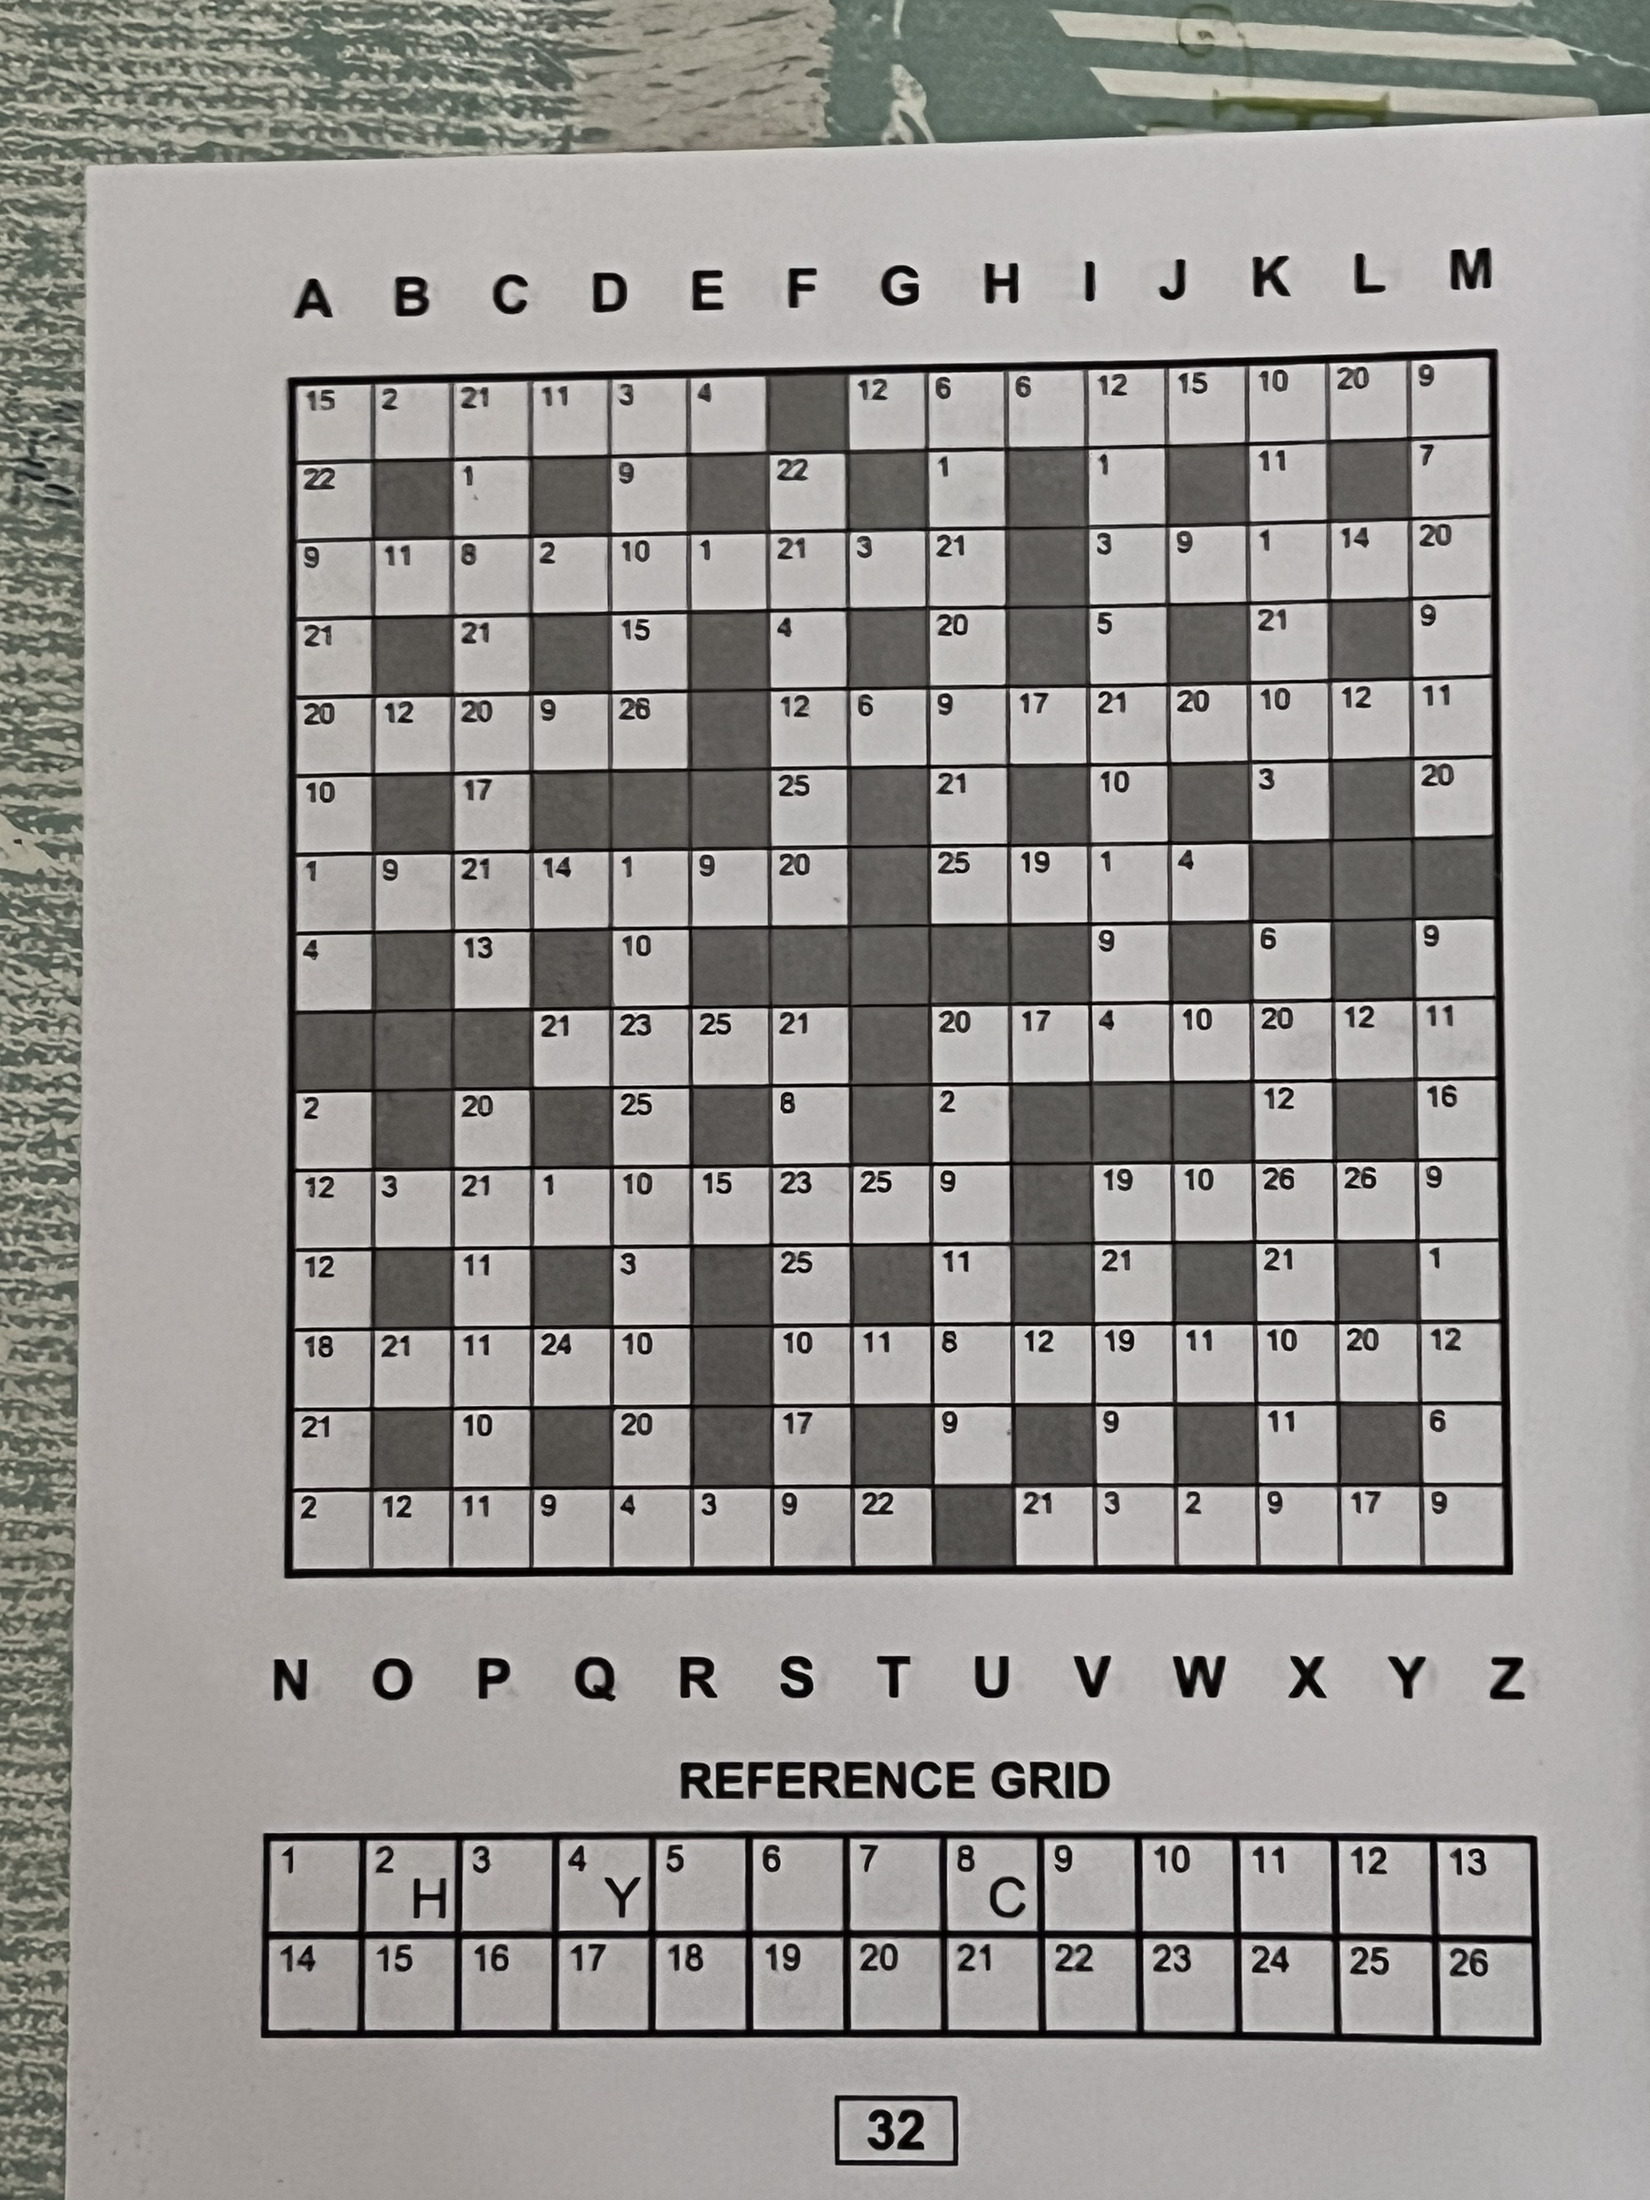 A B C D E F G H I J K L M
15 2 21 11 3 4 12 6 6 12 15 10 20 9
22 1 9 22 1 1 11 7
9 11 8 2 10 1 21 3 21 3 9 1 14 20
21 21 15 4 20 5 21 9
20 12 20 9 26 12 6 9 17 21 20 10 12 11
10 17 25 21 10 3 20
1 9 21 14 1 9 20 25 19 1 4
4 13 10 9 6 9
21 23 25 21 20 17 4 10 20 12 11
2 20 25 8 2 12 16
12 3 21 1 10 15 23 25 9 19 10 26 26 9
12 11 3 25 11 21 21 1
18 21 11 24 10 10 11 8 12 19 11 10 20 12
21 10 20 17 9 9 11 6
2 12 11 9 4 3 9 22 21 3 2 9 17 9
N O P Q R S T U V W X Y Z
REFERENCE GRID
1 2 H 3 4 Y 5 6 7 8 C 9 10 11 12 13
14 15 16 17 18 19 20 21 22 23 24 25 26
32